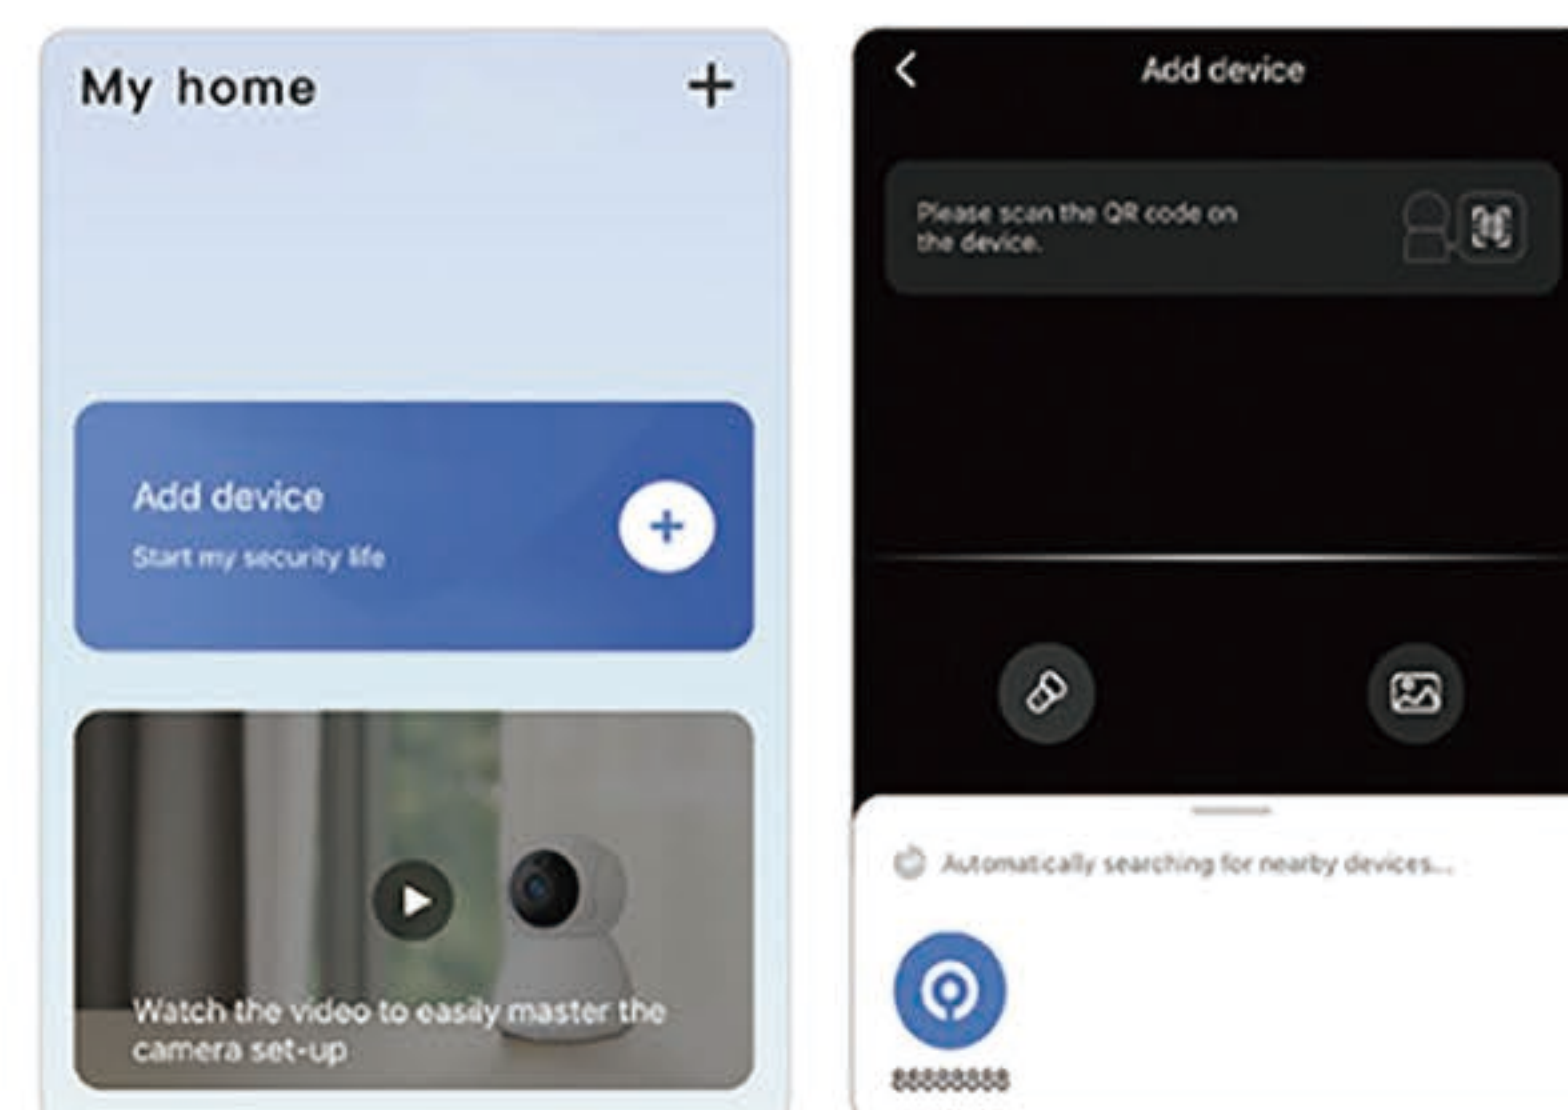 My home
Add device
Start my security life
Watch the video to easily master the
camera set-up
Add device
Please scan the QR code on
the device.
Automatically searching for nearby devices...